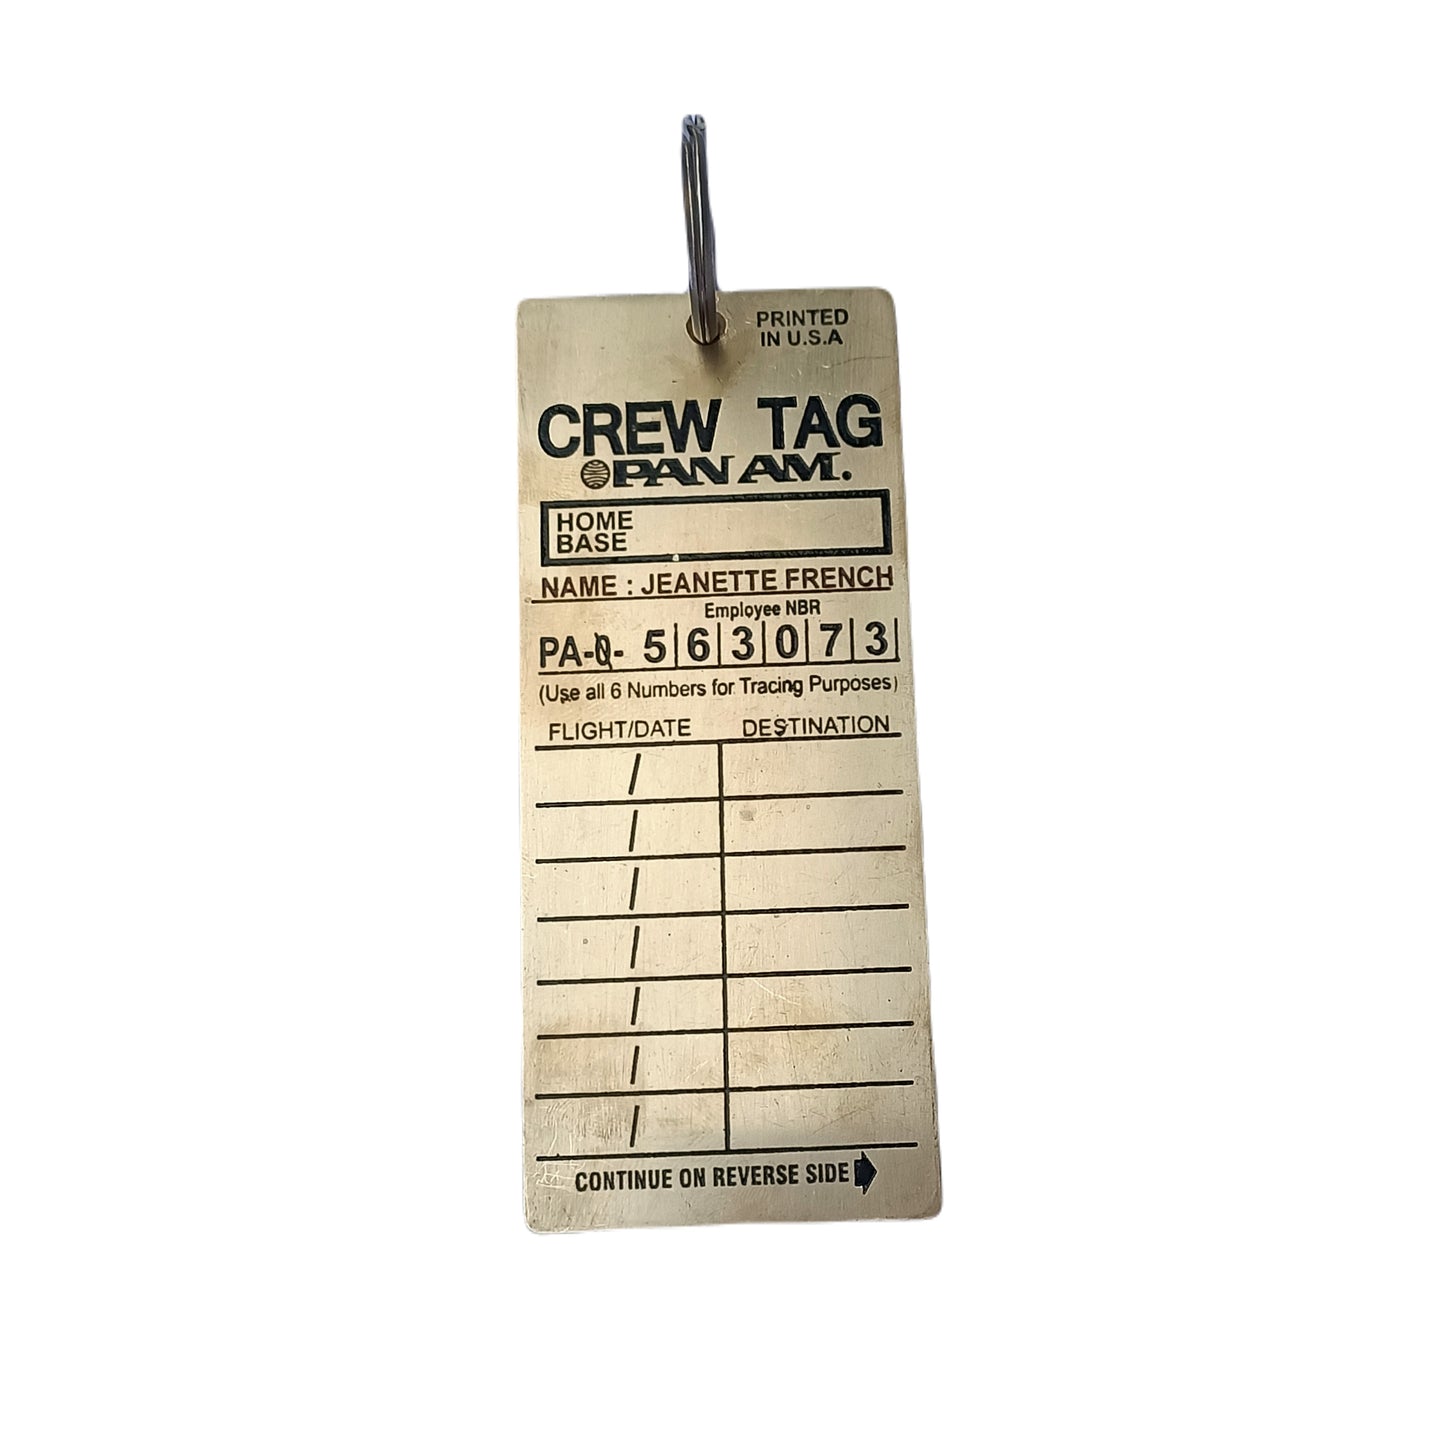 PRINTED
IN U.S.A
CREW TAG
PAN AM.
HOME
BASE
NAME : JEANETTE FRENCH
Employee NBR
PA-0- 5|6|3|0|7|3|
(Use all 6 Numbers for Tracing Purposes)
FLIGHT/DATE DESTINATION
/
/
/
/
/
/
/
CONTINUE ON REVERSE SIDE